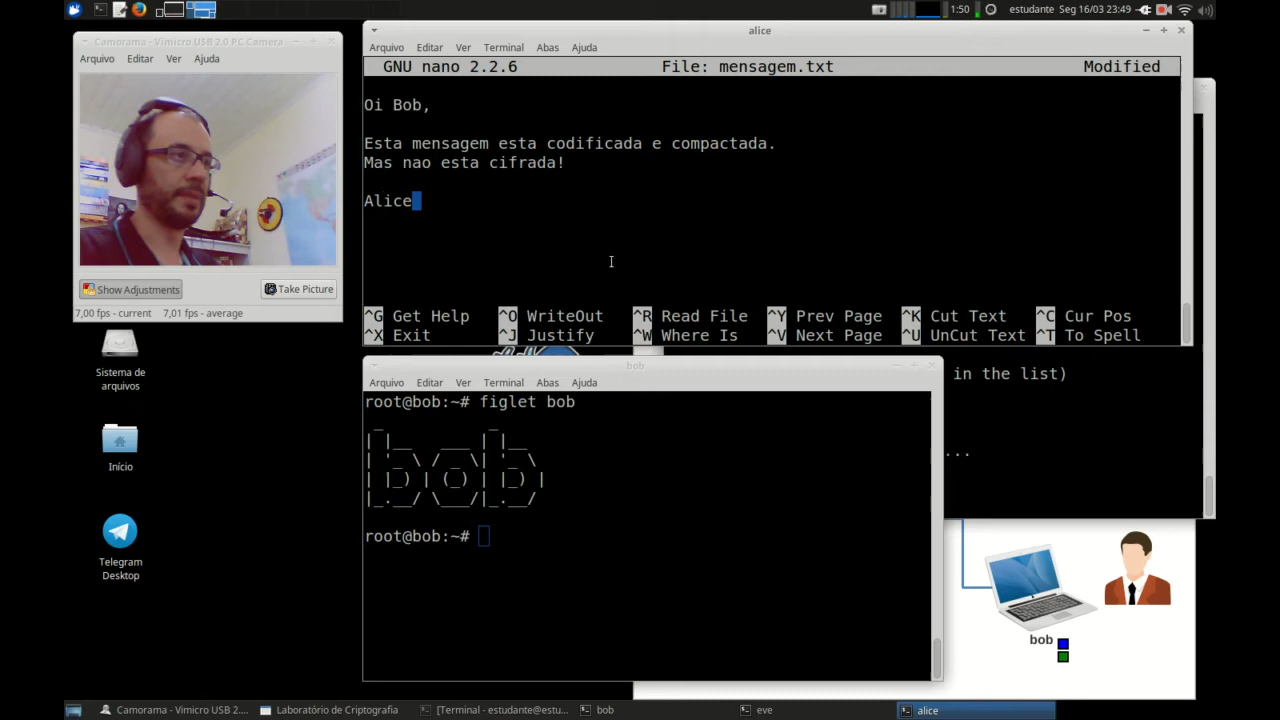 1:50 estudante Seg 16/03 23:49
Camorama - Vimicro USB 2.0 PC Camera
Arquivo Editar Ver Ajuda
Show Adjustments Take Picture
7,00 fps - current 7,01 fps - average
Sistema de
arquivos
Início
Telegram
Desktop
alice
Arquivo Editar Ver Terminal Abas Ajuda
GNU nano 2.2.6 File: mensagem.txt Modified
Oi Bob,
Esta mensagem esta codificada e compactada.
Mas nao esta cifrada!
Alice
^G Get Help ^O WriteOut ^R Read File ^Y Prev Page ^K Cut Text ^C Cur Pos
^X Exit ^J Justify ^W Where Is ^V Next Page ^U UnCut Text ^T To Spell
in the list)
...
bob
Arquivo Editar Ver Terminal Abas Ajuda
root@bob:~# figlet bob
bob
root@bob:~#
bob
Camorama - Vimicro USB 2.... Laboratório de Criptografia [Terminal - estudante@estu... bob eve alice